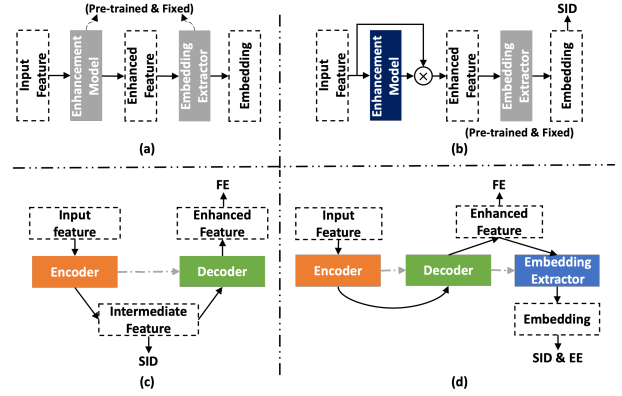 (Pre-trained & Fixed)
Input
Feature
Enhancement
Model
Enhanced
Feature
Embedding
Extractor
Embedding
(a)
SID
Input
Feature
Enhancement
Model
Enhanced
Feature
Embedding
Extractor
Embedding
(Pre-trained & Fixed)
(b)
FE
Input
feature
Enhanced
Feature
Encoder
Decoder
Intermediate
Feature
SID
(c)
FE
Input
Feature
Enhanced
Feature
Encoder
Decoder
Embedding
Extractor
Embedding
SID & EE
(d)